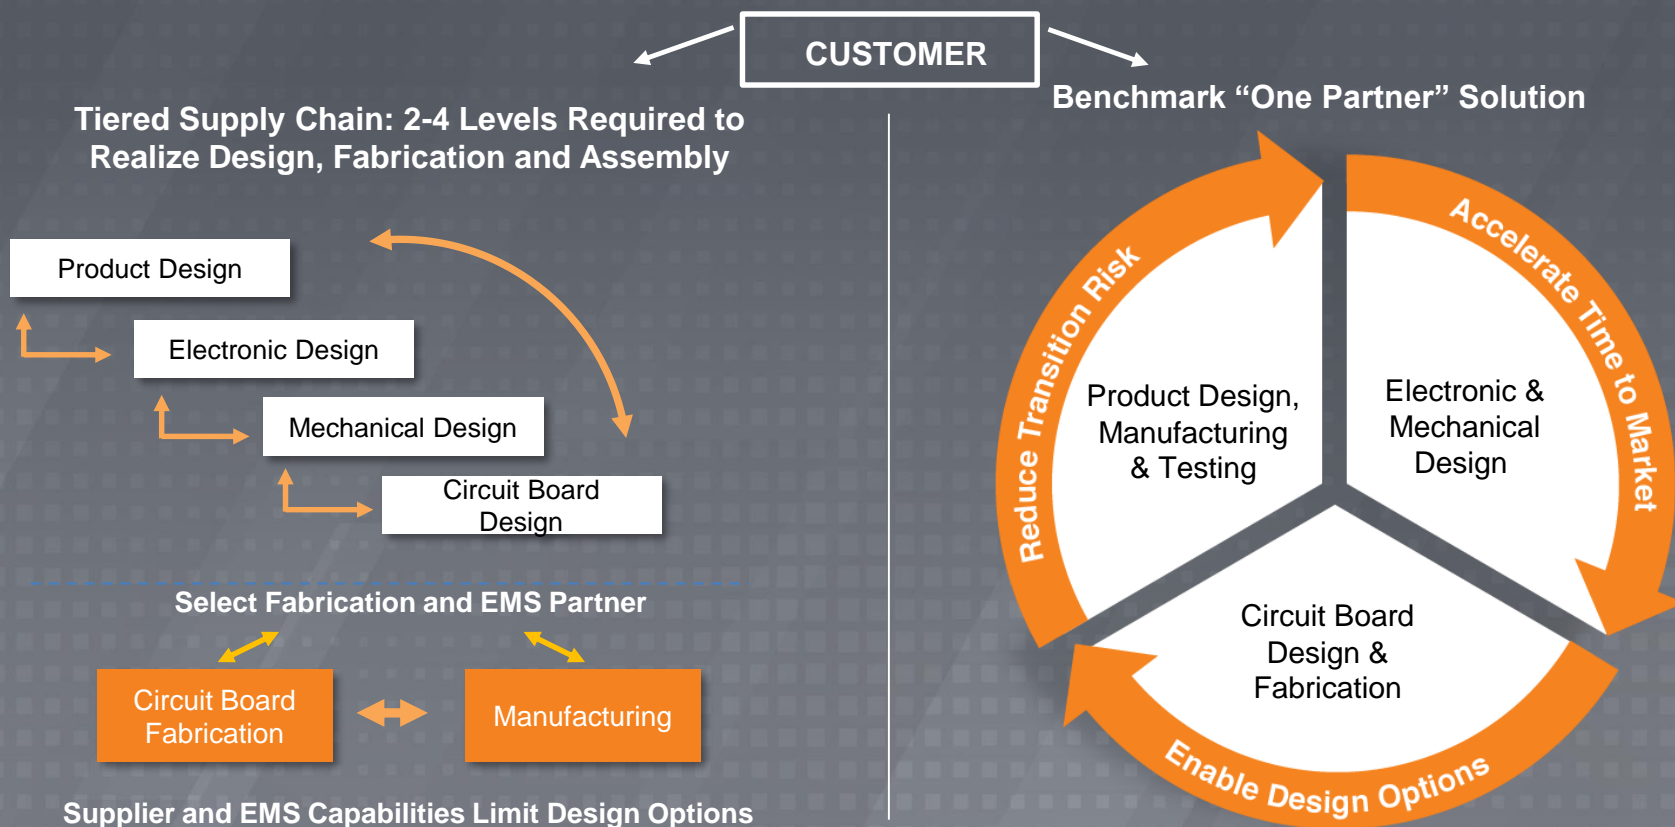 CUSTOMER
Tiered Supply Chain: 2-4 Levels Required to
Realize Design, Fabrication and Assembly
Product Design
Electronic Design
Mechanical Design
Circuit Board
Design
Select Fabrication and EMS Partner
Circuit Board
Fabrication
Manufacturing
Supplier and EMS Capabilities Limit Design Options
Benchmark “One Partner” Solution
Reduce Transition Risk
Accelerate Time to Market
Product Design,
Manufacturing
& Testing
Electronic &
Mechanical
Design
Circuit Board
Design &
Fabrication
Enable Design Options